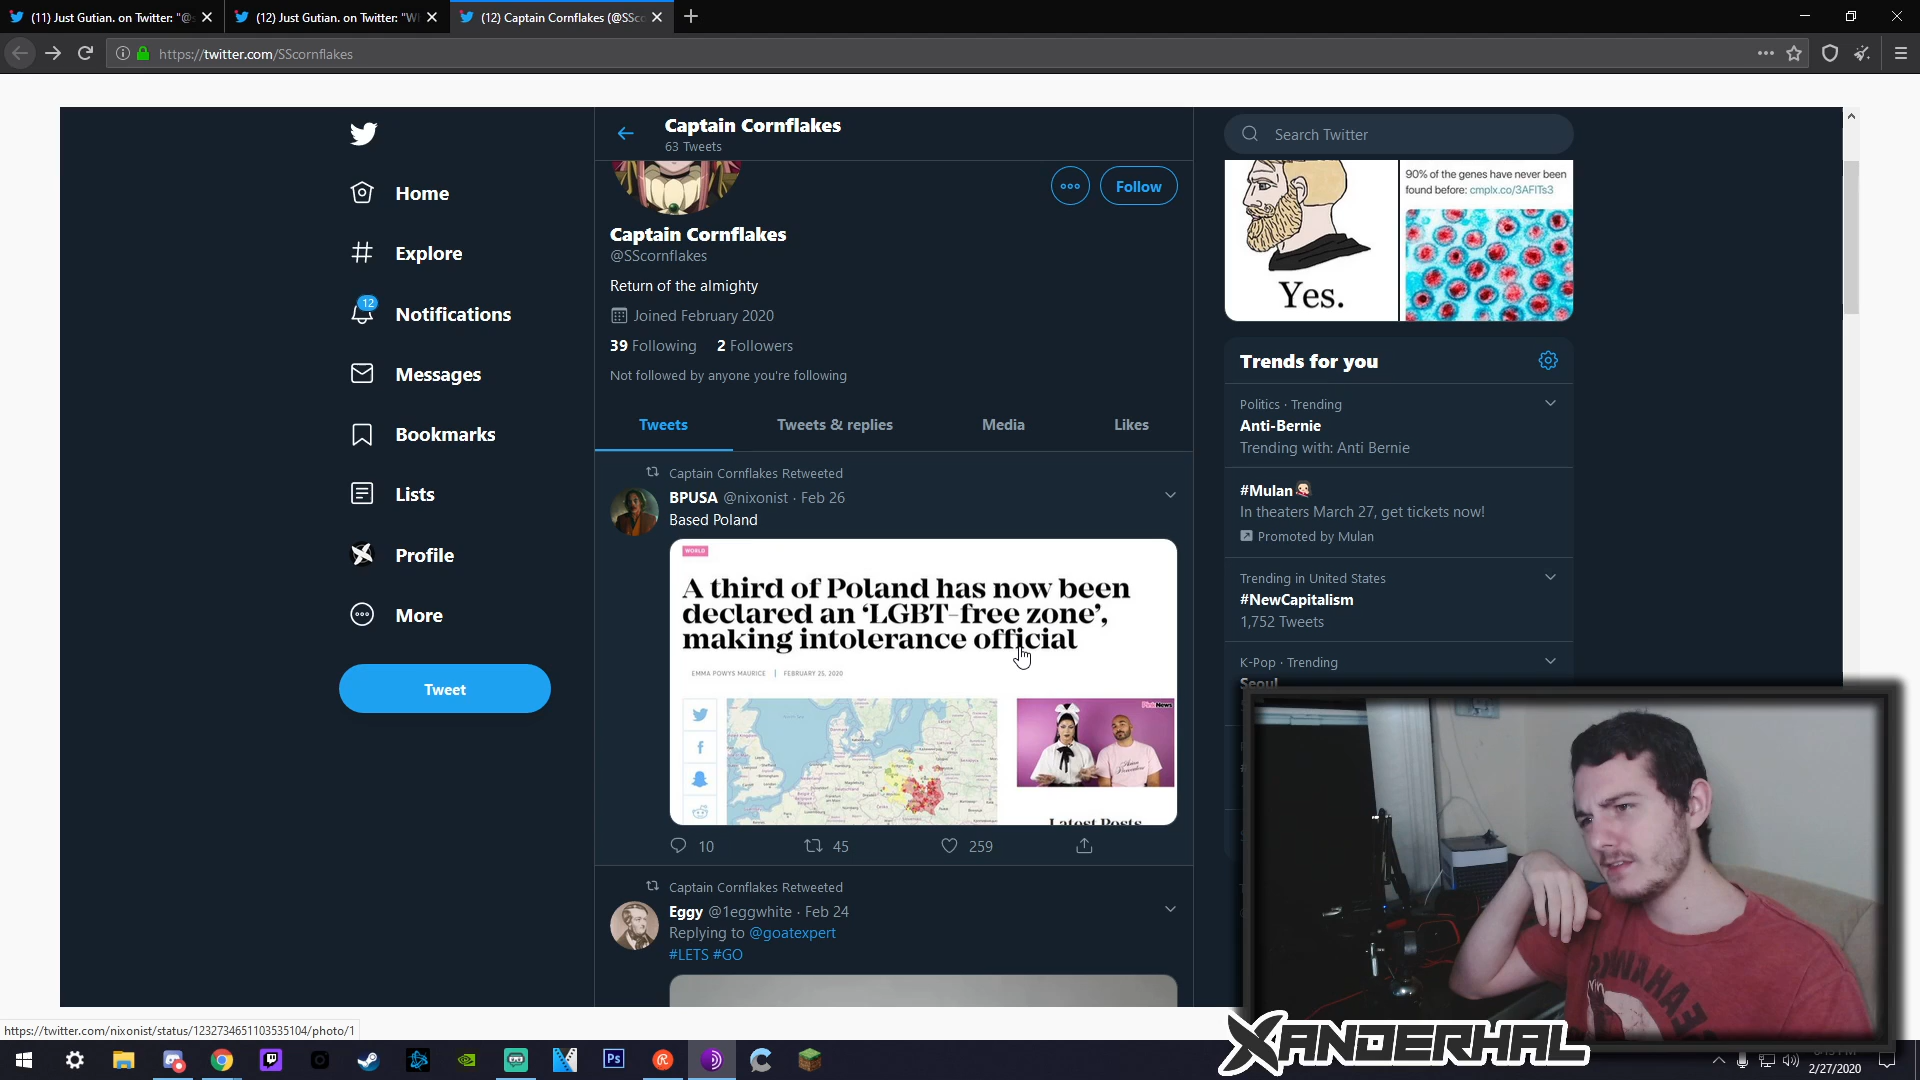 (11) Just Gutian. on Twitter: "@
(12) Just Gutian. on Twitter: "W
(12) Captain Cornflakes (@SSco
https://twitter.com/SScornflakes
Captain Cornflakes
63 Tweets
Search Twitter
Home
Explore
12
Notifications
Messages
Bookmarks
Lists
Profile
More
Tweet
Follow
Captain Cornflakes
@SScornflakes
Return of the almighty
Joined February 2020
39 Following 2 Followers
Not followed by anyone you're following
Tweets
Tweets & replies
Media
Likes
Captain Cornflakes Retweeted
BPUSA @nixonist · Feb 26
Based Poland
WORLD
A third of Poland has now been
declared an 'LGBT-free zone',
making intolerance official
EMMA POWYS MAURICE | FEBRUARY 25, 2020
PinkNews
Latest Posts
10
45
259
Captain Cornflakes Retweeted
Eggy @1eggwhite · Feb 24
Replying to @goatexpert
#LETS #GO
Yes.
90% of the genes have never been
found before: cmplx.co/3AFITs3
Trends for you
Politics · Trending
Anti-Bernie
Trending with: Anti Bernie
#Mulan
In theaters March 27, get tickets now!
Promoted by Mulan
Trending in United States
#NewCapitalism
1,752 Tweets
K-Pop · Trending
Seoul
https://twitter.com/nixonist/status/1232734651103535104/photo/1
XANDERHAL
Ps
2/27/2020